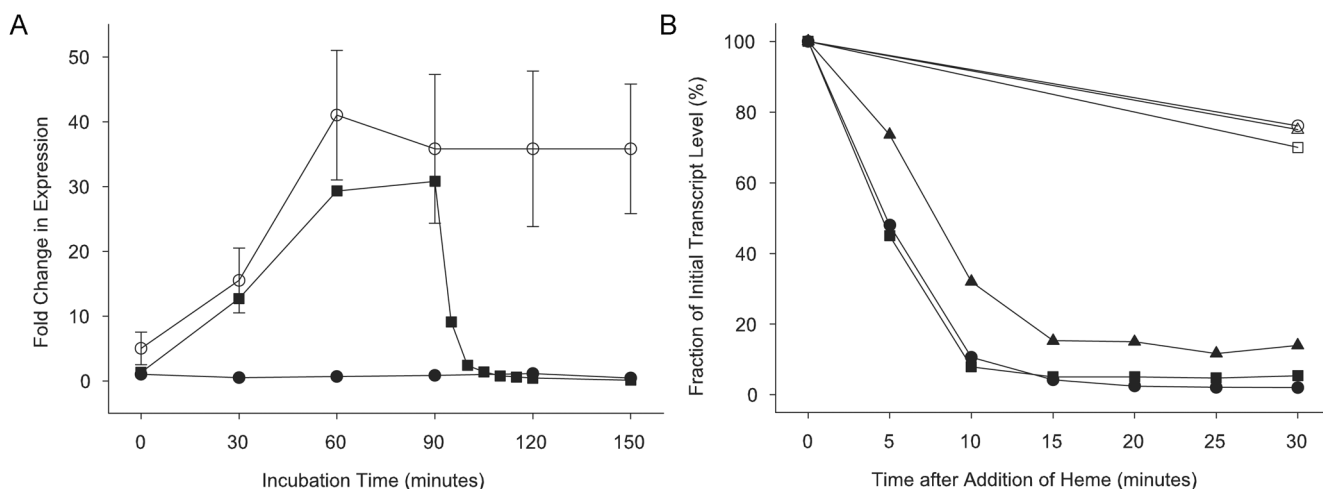 A
Fold Change in Expression
50
40
30
20
10
0
0 30 60 90 120 150
Incubation Time (minutes)
B
Fraction of Initial Transcript Level (%)
100
80
60
40
20
0
0 5 10 15 20 25 30
Time after Addition of Heme (minutes)